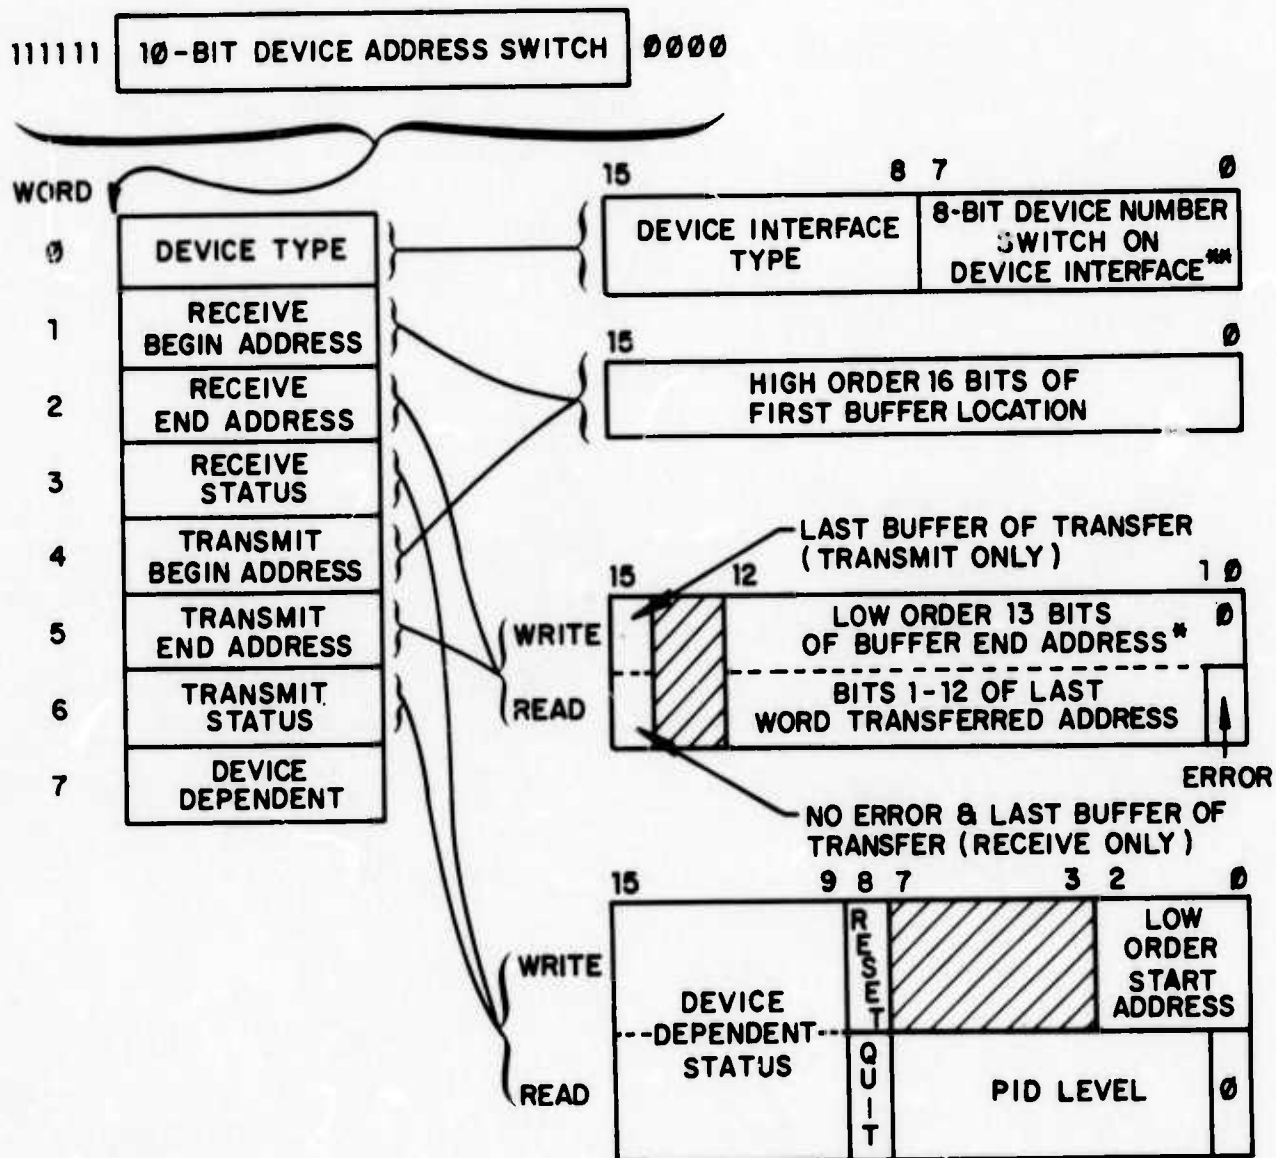 111111 10-BIT DEVICE ADDRESS SWITCH 0000
WORD
0 DEVICE TYPE
1 RECEIVE
BEGIN ADDRESS
2 RECEIVE
END ADDRESS
3 RECEIVE
STATUS
4 TRANSMIT
BEGIN ADDRESS
5 TRANSMIT
END ADDRESS
6 TRANSMIT
STATUS
7 DEVICE
DEPENDENT
15 8 7 0
DEVICE INTERFACE
TYPE
8-BIT DEVICE NUMBER
SWITCH ON
DEVICE INTERFACE**
15 0
HIGH ORDER 16 BITS OF
FIRST BUFFER LOCATION
LAST BUFFER OF TRANSFER
(TRANSMIT ONLY)
15 12 1 0
WRITE
LOW ORDER 13 BITS
OF BUFFER END ADDRESS*
0
READ
BITS 1-12 OF LAST
WORD TRANSFERRED ADDRESS
ERROR
NO ERROR & LAST BUFFER OF
TRANSFER (RECEIVE ONLY)
15 9 8 7 3 2 0
WRITE
READ
DEVICE
DEPENDENT
STATUS
RESET
QUIT
LOW
ORDER
START
ADDRESS
PID LEVEL
0